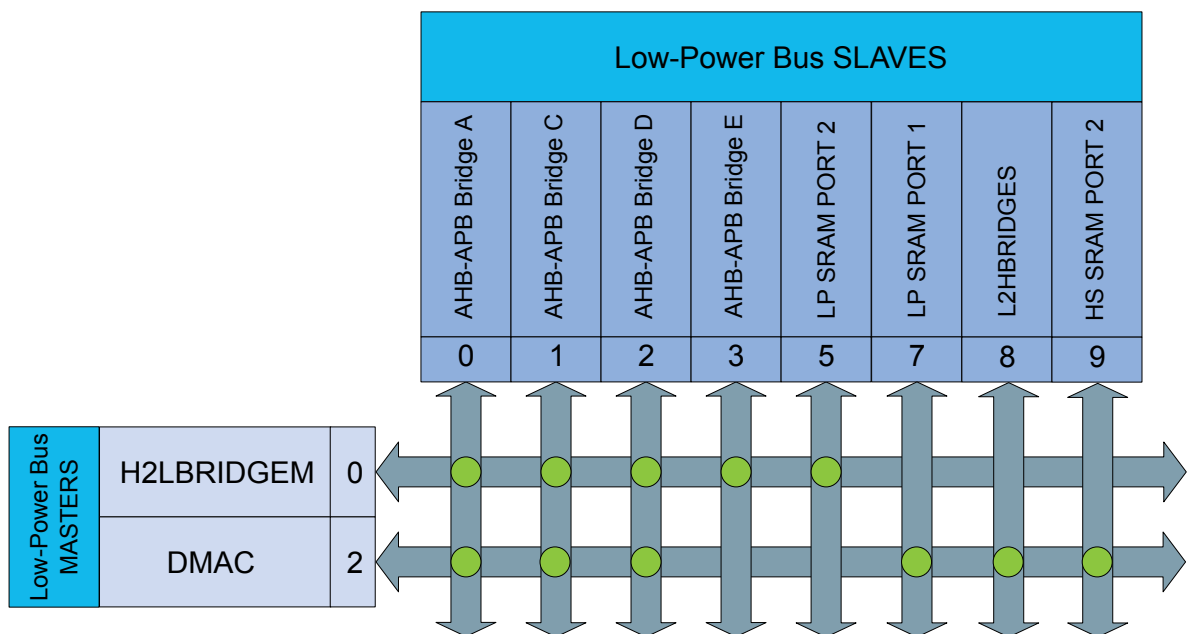 Low-Power Bus SLAVES
AHB-APB Bridge A
AHB-APB Bridge C
AHB-APB Bridge D
AHB-APB Bridge E
LP SRAM PORT 2
LP SRAM PORT 1
L2HBRIDGES
HS SRAM PORT 2
0 1 2 3 5 7 8 9
Low-Power Bus
MASTERS
H2LBRIDGEM 0
DMAC 2